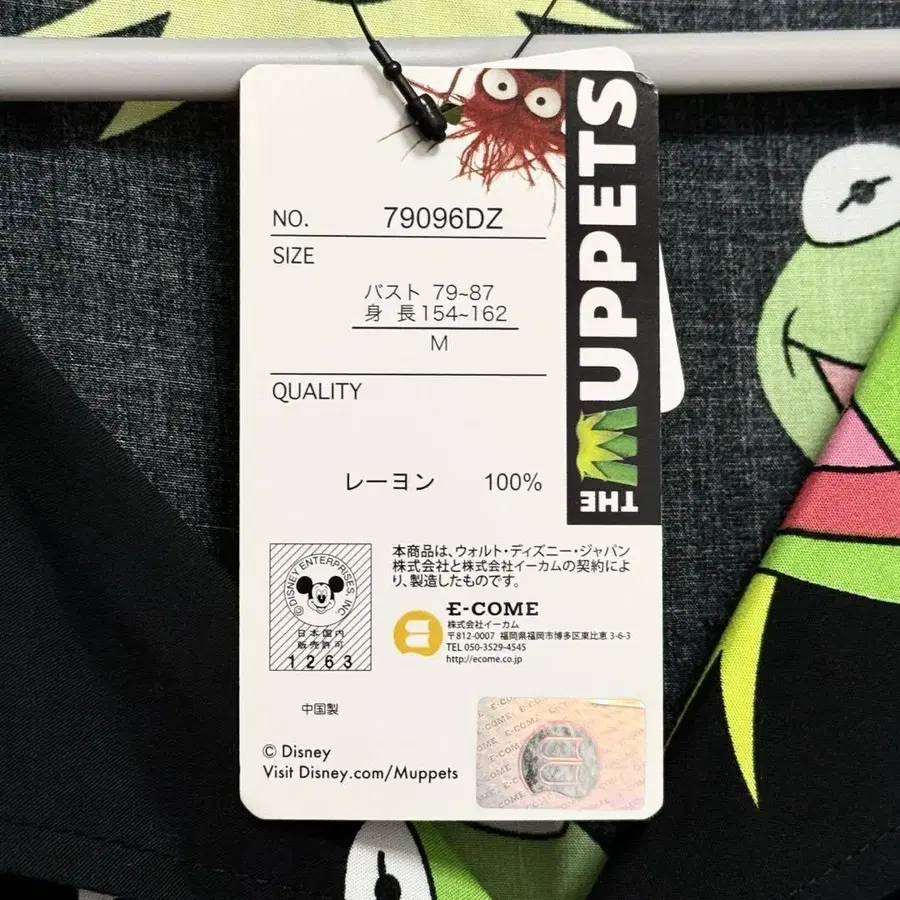 THE MUPPETS
NO. 79096DZ
SIZE
バスト 79~87
身 長154~162
M
QUALITY
レーヨン 100%
本商品は、ウォルト・ディズニー・ジャパン
株式会社と株式会社イーカムの契約によ
り、製造したものです。
©DISNEY ENTERPRISES, INC.
日本国内
販売許可
1263
E-COME
株式会社イーカム
〒812-0007 福岡県福岡市博多区東比恵 3-6-3
TEL 050-3529-4545
http://ecome.co.jp
中国製
© Disney
Visit Disney.com/Muppets
E-COME